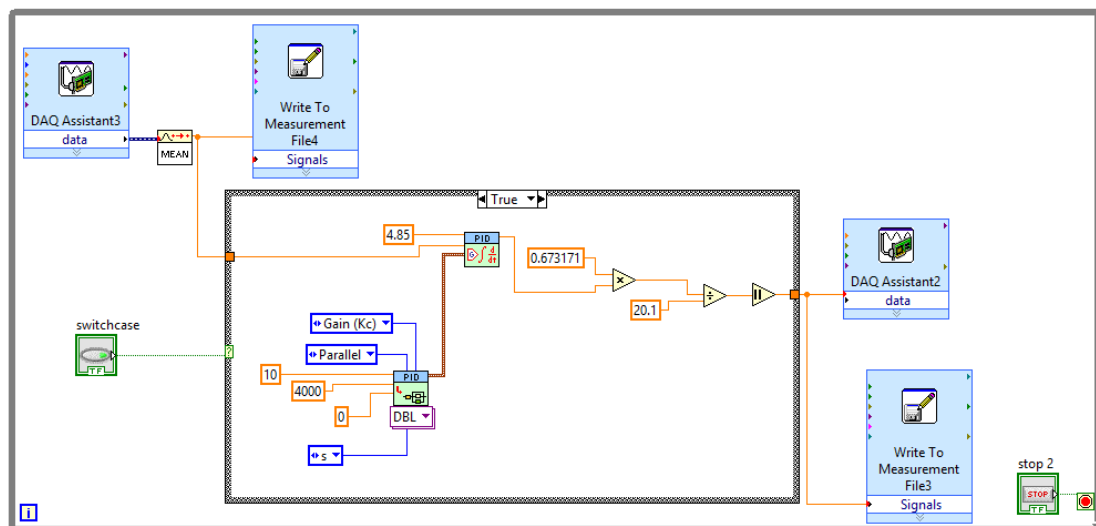 DAQ Assistant3
data
MEAN
Write To
Measurement
File4
Signals
True
4.85
PID
0.673171
20.1
DAQ Assistant2
data
switchcase
TF
?
Gain (Kc)
Parallel
10
4000
0
PID
DBL
s
Write To
Measurement
File3
Signals
stop 2
STOP
TF
i